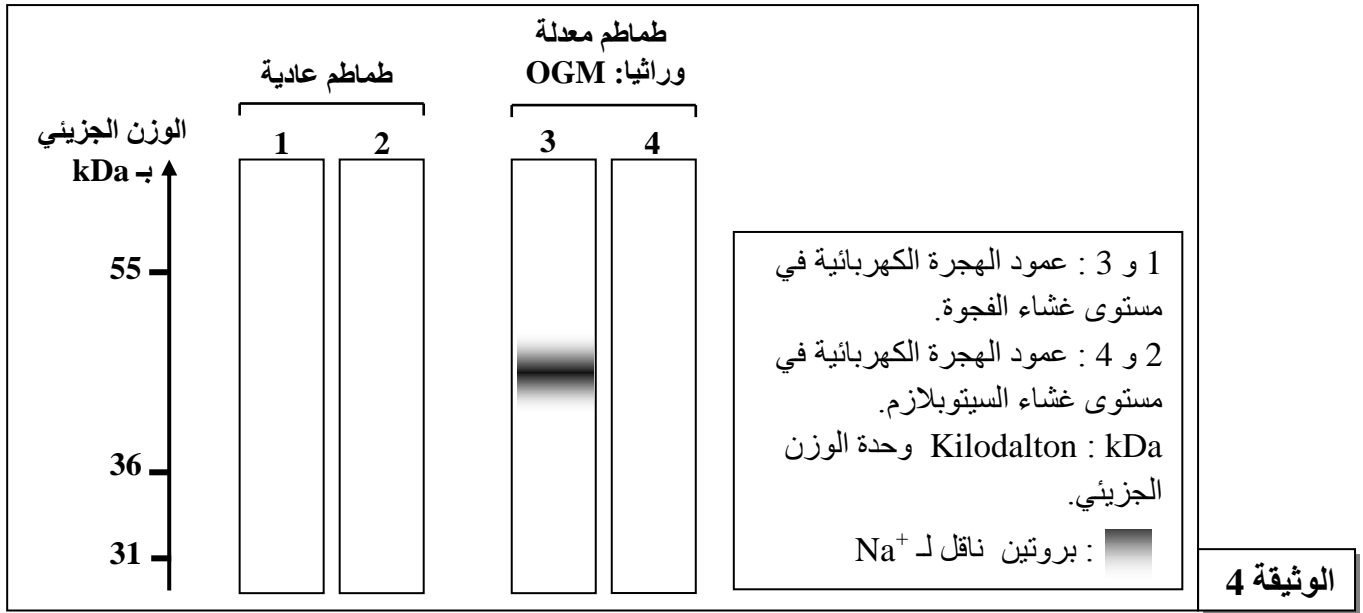 طماطم معدلة
وراثيا: OGM
طماطم عادية
الوزن الجزيئي
بـ kDa
1
2
3
4
55
36
31
1 و 3 : عمود الهجرة الكهربائية في
مستوى غشاء الفجوة.
2 و 4 : عمود الهجرة الكهربائية في
مستوى غشاء السيتوبلازم.
Kilodalton : kDa وحدة الوزن
الجزيئي.
: بروتين ناقل لـ Na⁺
الوثيقة 4